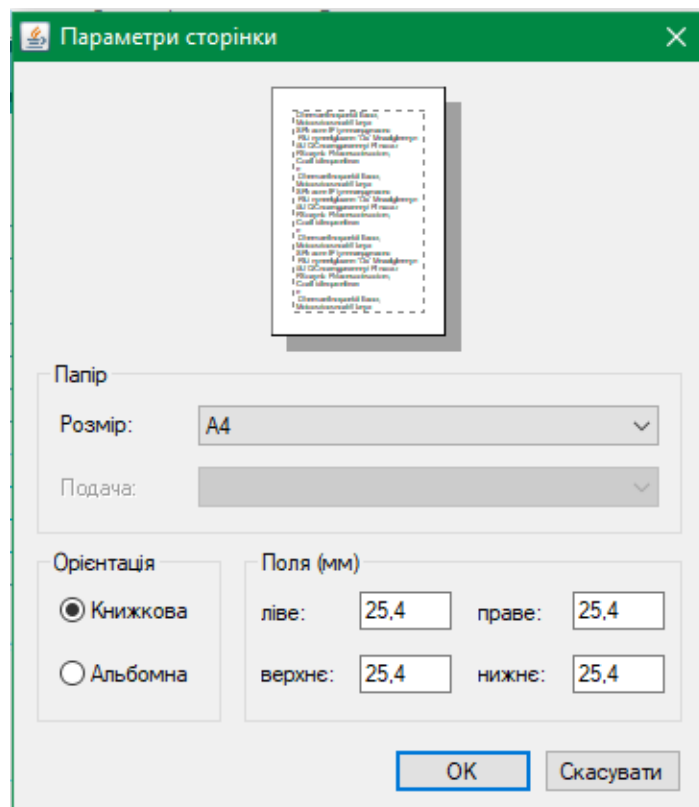 Параметри сторінки
Папір
Розмір: A4
Подача:
Орієнтація
Книжкова
Альбомна
Поля (мм)
ліве: 25,4 праве: 25,4
верхнє: 25,4 нижнє: 25,4
OK Скасувати